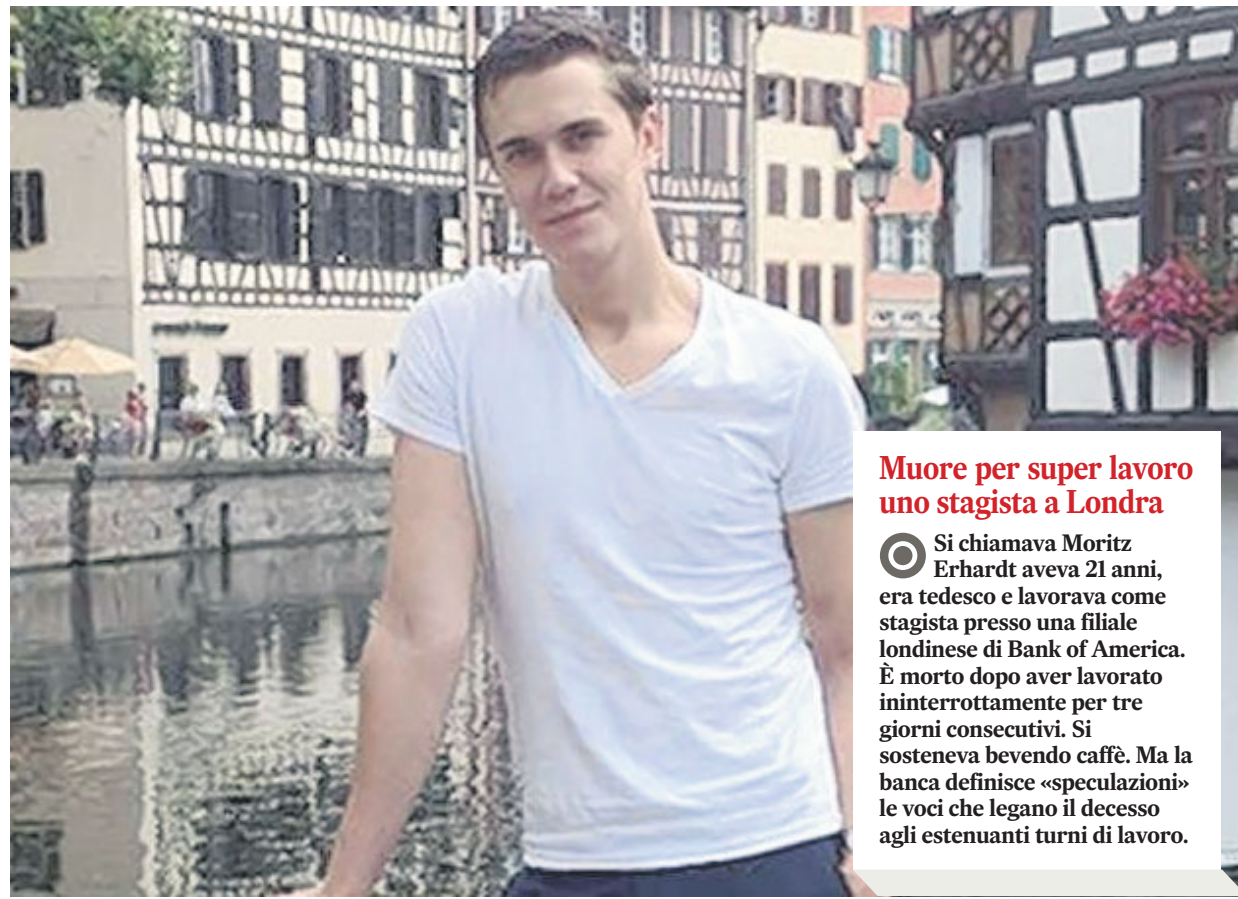 Muore per super lavoro
uno stagista a Londra
Si chiamava Moritz
Erhardt aveva 21 anni,
era tedesco e lavorava come
stagista presso una filiale
londinese di Bank of America.
È morto dopo aver lavorato
ininterrottamente per tre
giorni consecutivi. Si
sosteneva bevendo caffè. Ma la
banca definisce «speculazioni»
le voci che legano il decesso
agli estenuanti turni di lavoro.